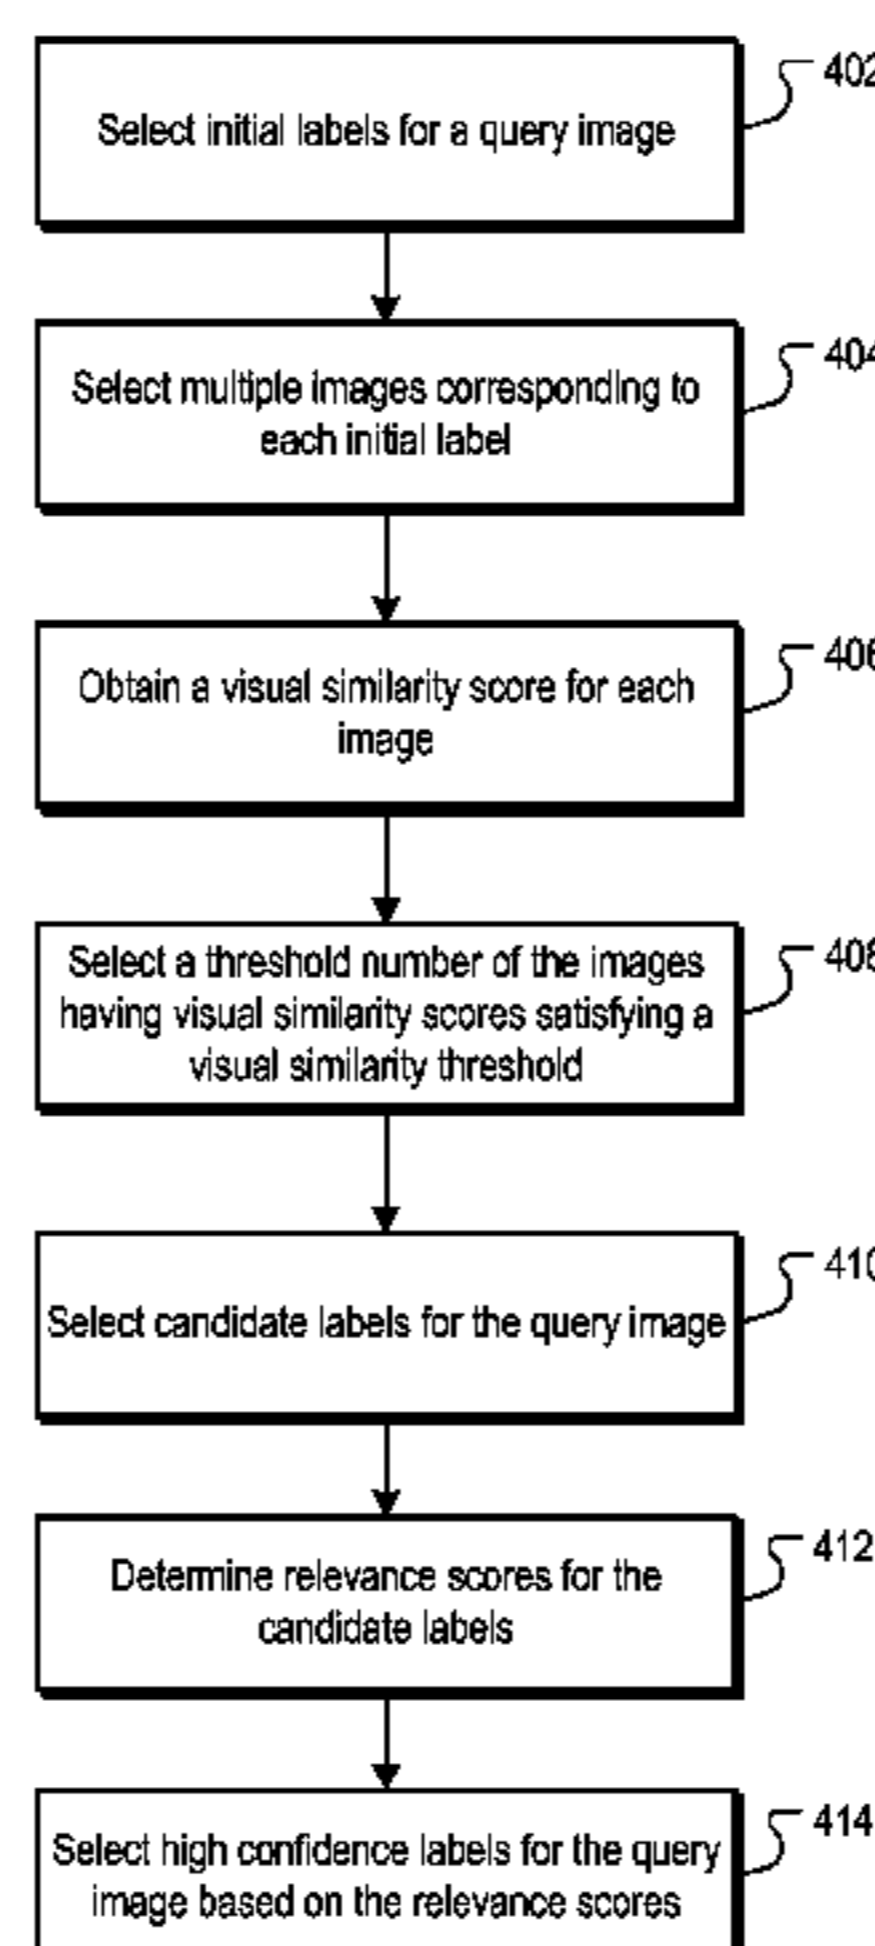 Select initial labels for a query image
402
Select multiple images corresponding to
each initial label
404
Obtain a visual similarity score for each
image
406
Select a threshold number of the images
having visual similarity scores satisfying a
visual similarity threshold
408
Select candidate labels for the query image
410
Determine relevance scores for the
candidate labels
412
Select high confidence labels for the query
image based on the relevance scores
414